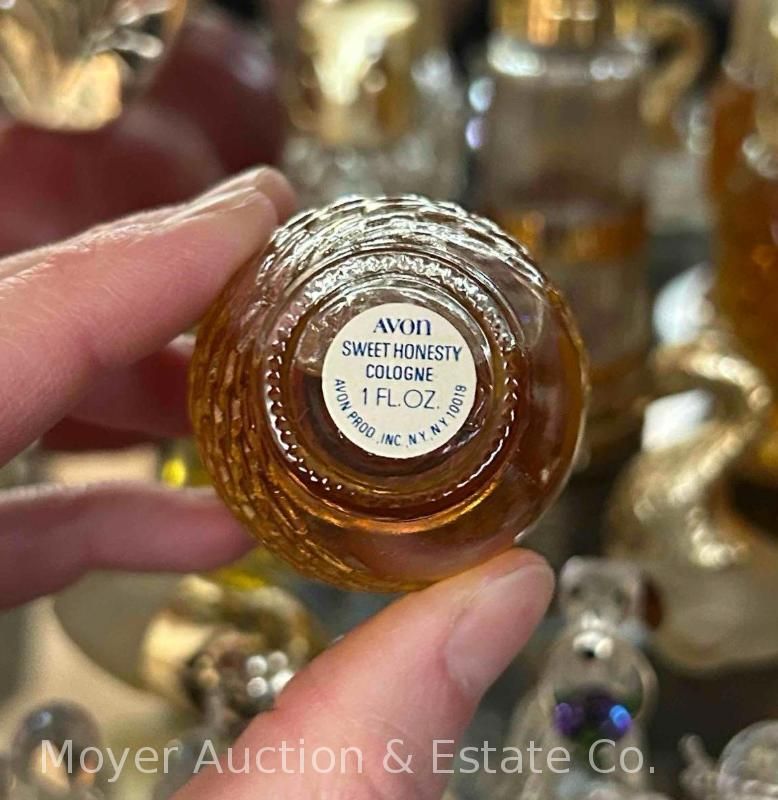 AVON
SWEET HONESTY
COLOGNE
1 FL.OZ.
AVON PROD., INC. N.Y., N.Y. 10019
Moyer Auction & Estate Co.